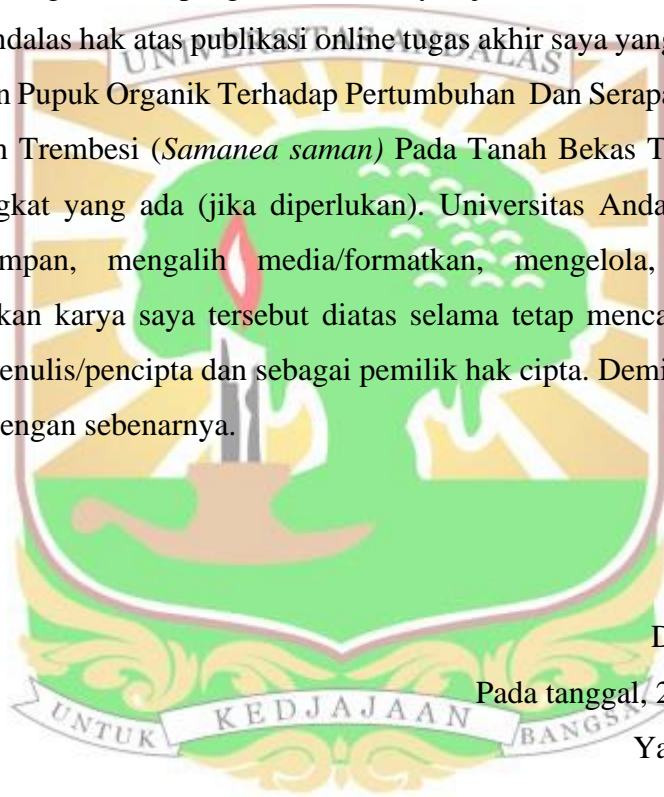 ndalas hak atas publikasi online tugas akhir saya yang
UNIVERSITAS ANDALAS
n Pupuk Organik Terhadap Pertumbuhan Dan Serapa
n Trembesi (Samanea saman) Pada Tanah Bekas T
gkat yang ada (jika diperlukan). Universitas Anda
mpan, mengalih media/formatkan, mengelola,
kan karya saya tersebut diatas selama tetap menca
enulis/pencipta dan sebagai pemilik hak cipta. Demi
engan sebenarnya.
D
Pada tanggal, 2
Ya
UNTUK KEDJAJAAN BANGSA